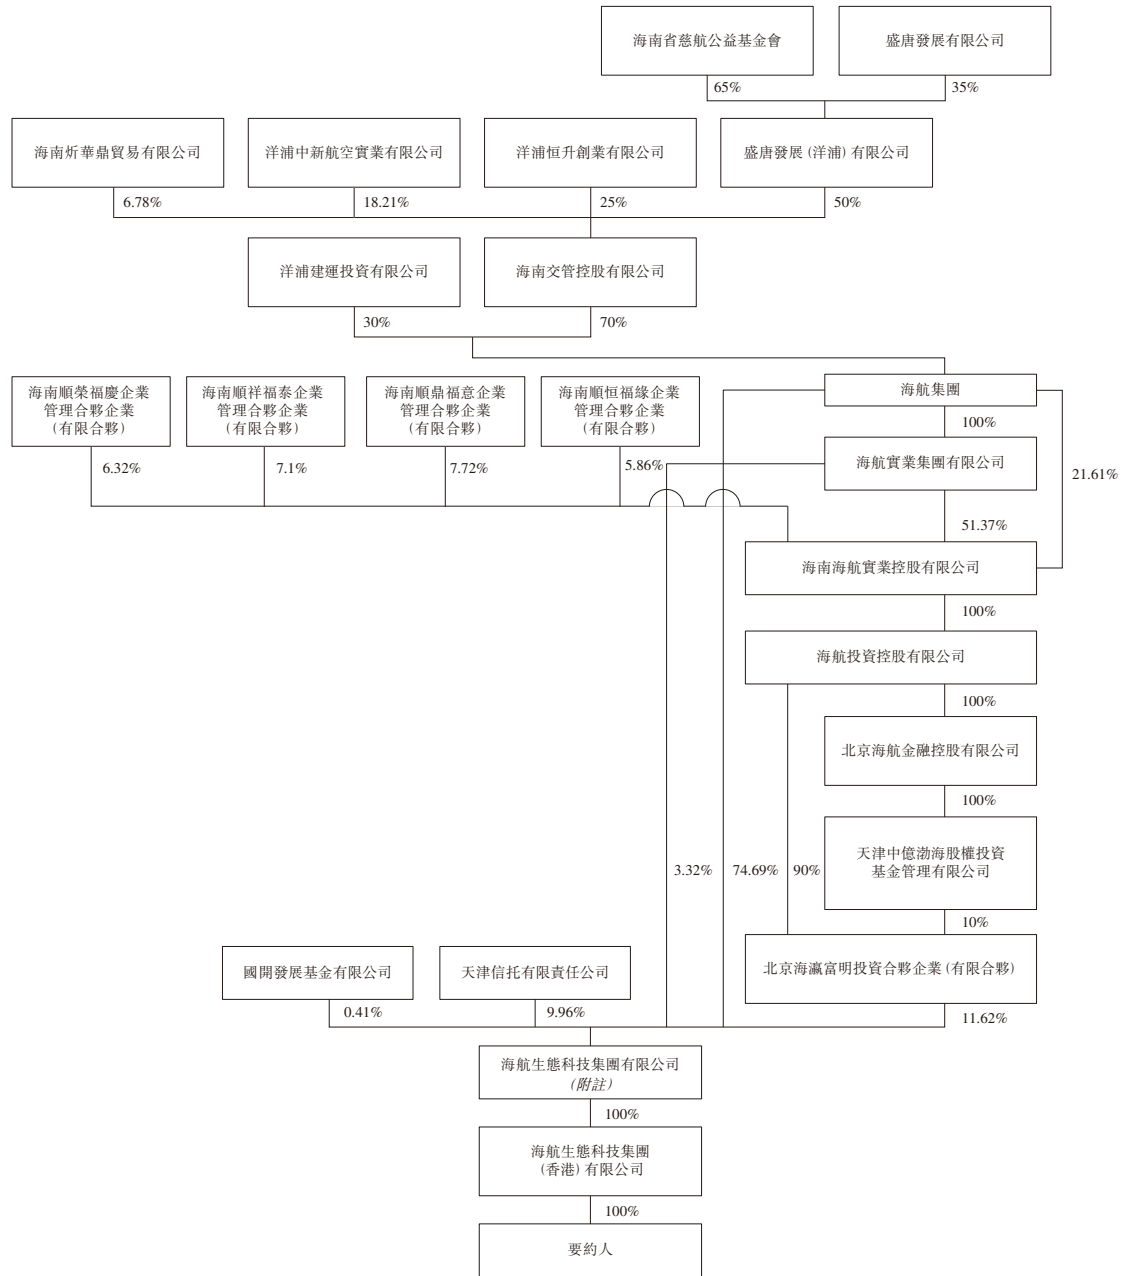 海南省慈航公益基金會
盛唐發展有限公司
65%
35%
海南炘華鼎貿易有限公司
洋浦中新航空實業有限公司
洋浦恒升創業有限公司
盛唐發展 (洋浦) 有限公司
6.78%
18.21%
25%
50%
洋浦建運投資有限公司
海南交管控股有限公司
30%
70%
海南順榮福慶企業
管理合夥企業
(有限合夥)
海南順祥福泰企業
管理合夥企業
(有限合夥)
海南順鼎福意企業
管理合夥企業
(有限合夥)
海南順恒福緣企業
管理合夥企業
(有限合夥)
海航集團
100%
6.32%
7.1%
7.72%
5.86%
海航實業集團有限公司
21.61%
51.37%
海南海航實業控股有限公司
100%
海航投資控股有限公司
100%
北京海航金融控股有限公司
100%
天津中億渤海股權投資
基金管理有限公司
3.32%
74.69%
90%
10%
國開發展基金有限公司
天津信托有限責任公司
北京海瀛富明投資合夥企業 (有限合夥)
0.41%
9.96%
11.62%
海航生態科技集團有限公司
(附註)
100%
海航生態科技集團
(香港) 有限公司
100%
要約人